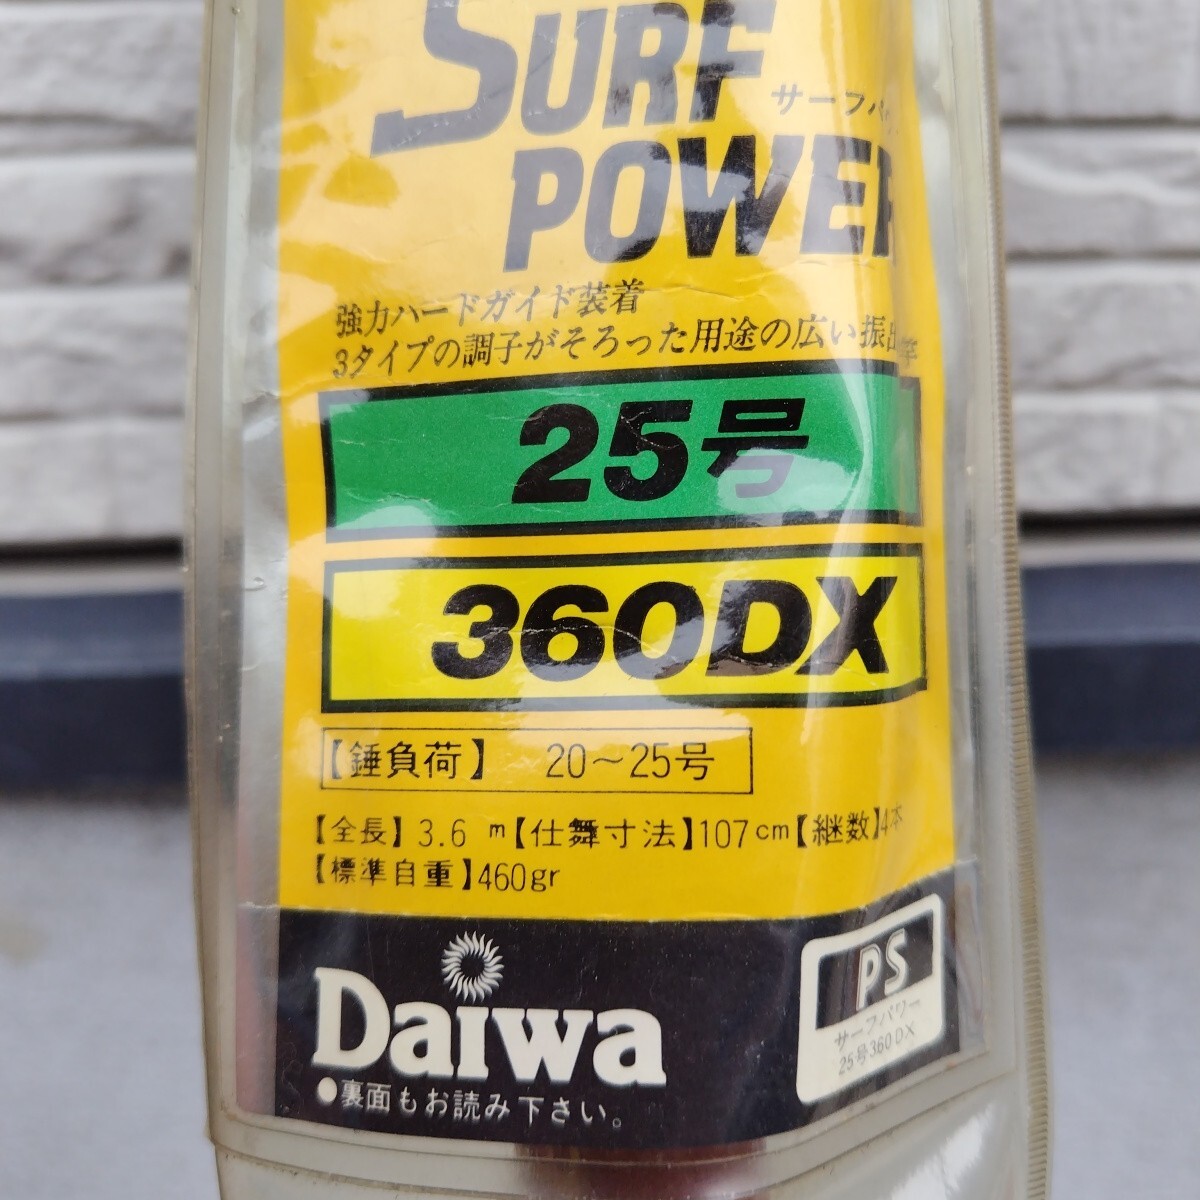 SURF
サーフパワー
POWER
強力ハードガイド装着
3タイプの調子がそろった用途の広い振出竿
25号
360DX
【錘負荷】 20～25号
【全長】3.6m【仕舞寸法】107cm【継数】4本
【標準自重】460gr
PS
サーフパワー
25号360DX
Daiwa
●裏面もお読み下さい。